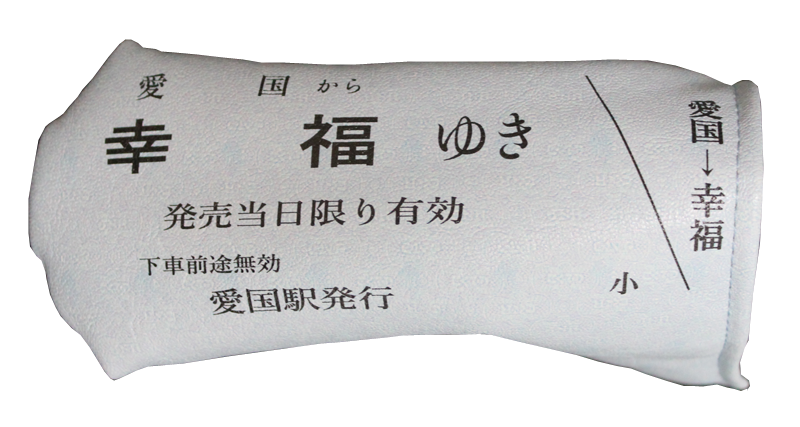 愛国から
幸福ゆき
発売当日限り有効
下車前途無効
愛国駅発行
小
愛国→幸福